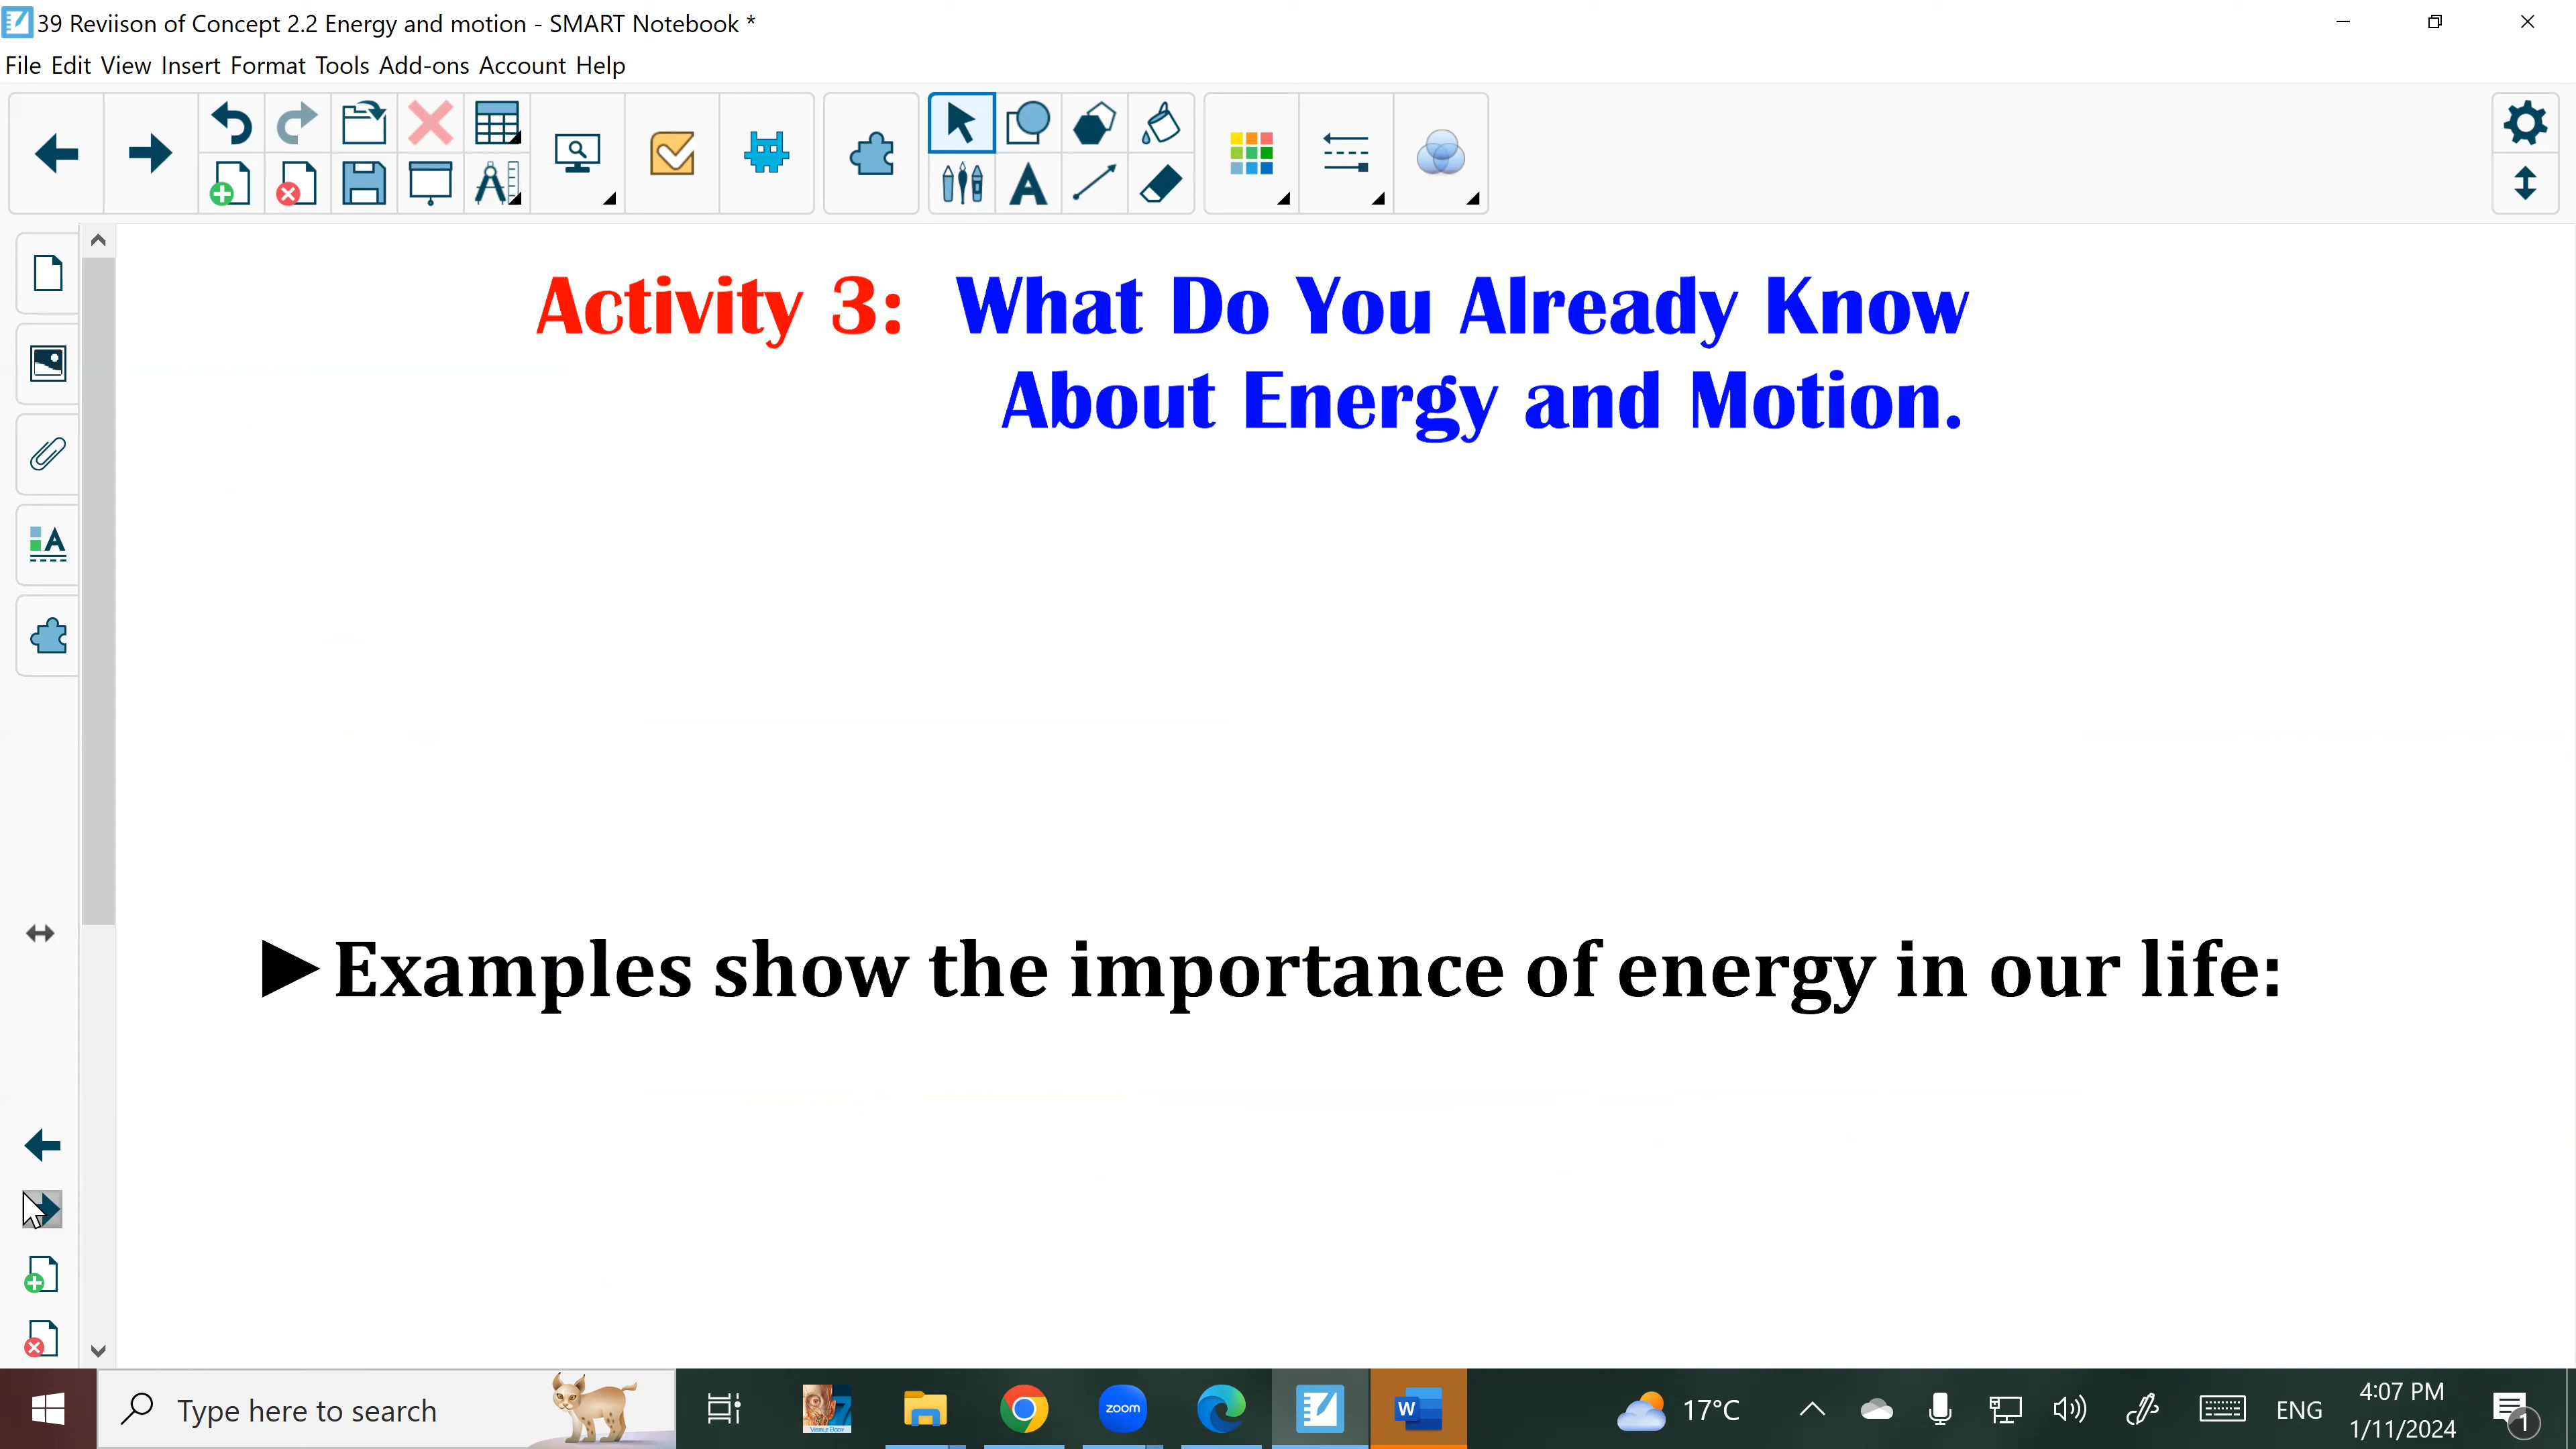 39 Reviison of Concept 2.2 Energy and motion - SMART Notebook *
File Edit View Insert Format Tools Add-ons Account Help
Activity 3: What Do You Already Know
About Energy and Motion.
►Examples show the importance of energy in our life:
Type here to search
zoom
W
17°C
ENG
4:07 PM
1/11/2024
1